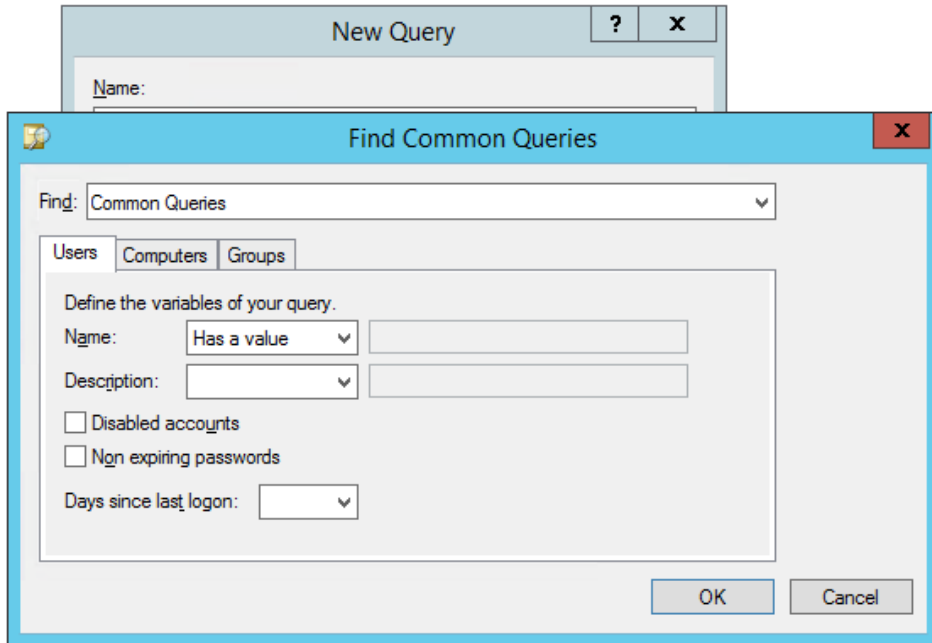 New Query
? x
Name:
Find Common Queries
x
Find: Common Queries
Users Computers Groups
Define the variables of your query.
Name: Has a value
Description:
Disabled accounts
Non expiring passwords
Days since last logon:
OK Cancel